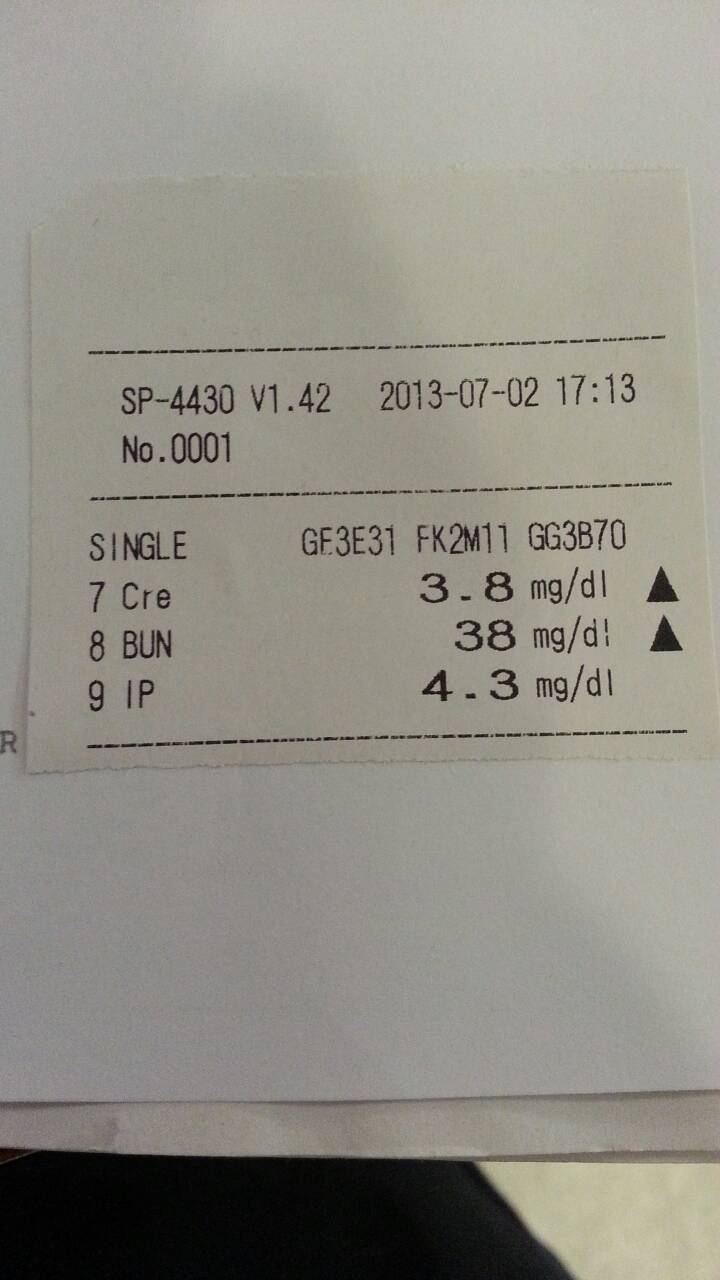 SP-4430 V1.42 2013-07-02 17:13
No.0001
SINGLE GE3E31 FK2M11 GG3B70
7 Cre 3.8 mg/dl ▲
8 BUN 38 mg/dl ▲
9 IP 4.3 mg/dl
R